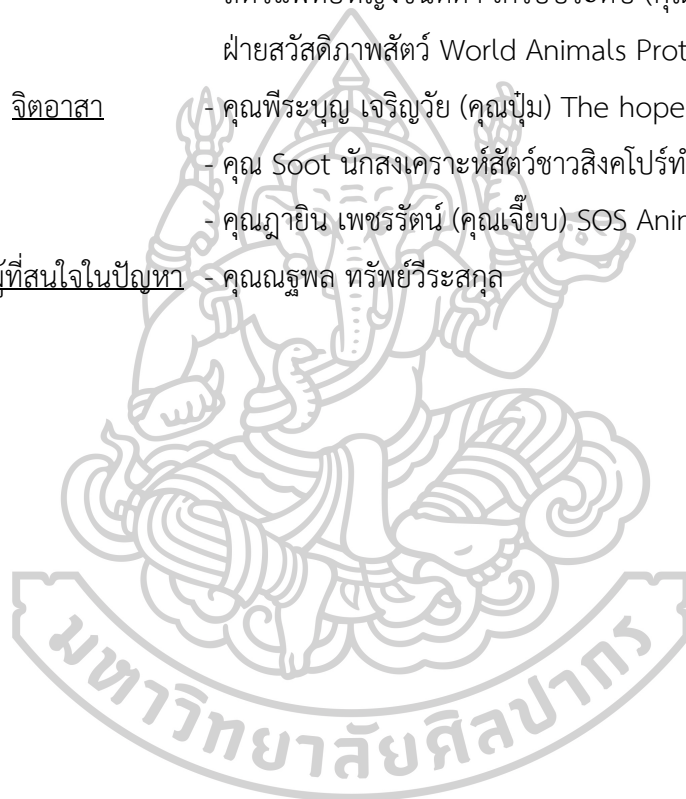 ฝ่ายสวัสดิภาพสัตว์ World Animals Prot
จิตอาสา - คุณพีระบุญ เจริญวัย (คุณปุ๋ม) The hope
- คุณ Soot นักสงเคราะห์สัตว์ชาวสิงคโปร์ทำ
- คุณฎายิน เพชรรัตน์ (คุณเจี๊ยบ) SOS Anin
ผู้ที่สนใจในปัญหา - คุณณฐพล ทรัพย์วีระสกุล
มหาวิทยาลัยศิลปากร